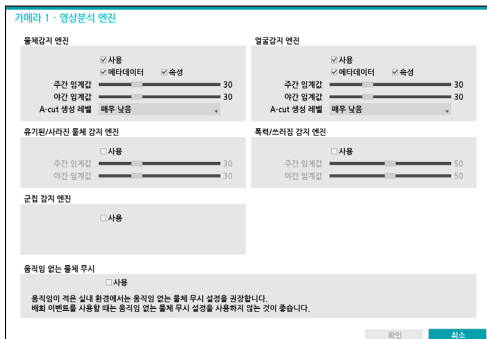 카메라 1 - 영상분석 엔진
물체감지 엔진
사용
메타데이터 속성
주간 임계값 30
야간 임계값 30
A-cut 생성 레벨 매우 낮음
얼굴감지 엔진
사용
메타데이터 속성
주간 임계값 30
야간 임계값 30
A-cut 생성 레벨 매우 낮음
유기된/사라진 물체 감지 엔진
사용
주간 임계값 30
야간 임계값 30
폭력/쓰러짐 감지 엔진
사용
주간 임계값 50
야간 임계값 50
군집 감지 엔진
사용
움직임 없는 물체 무시
사용
움직임이 적은 실내 환경에서는 움직임 없는 물체 무시 설정을 권장합니다.
배회 이벤트를 사용할 때는 움직임 없는 물체 무시 설정을 사용하지 않는 것이 좋습니다.
확인 취소